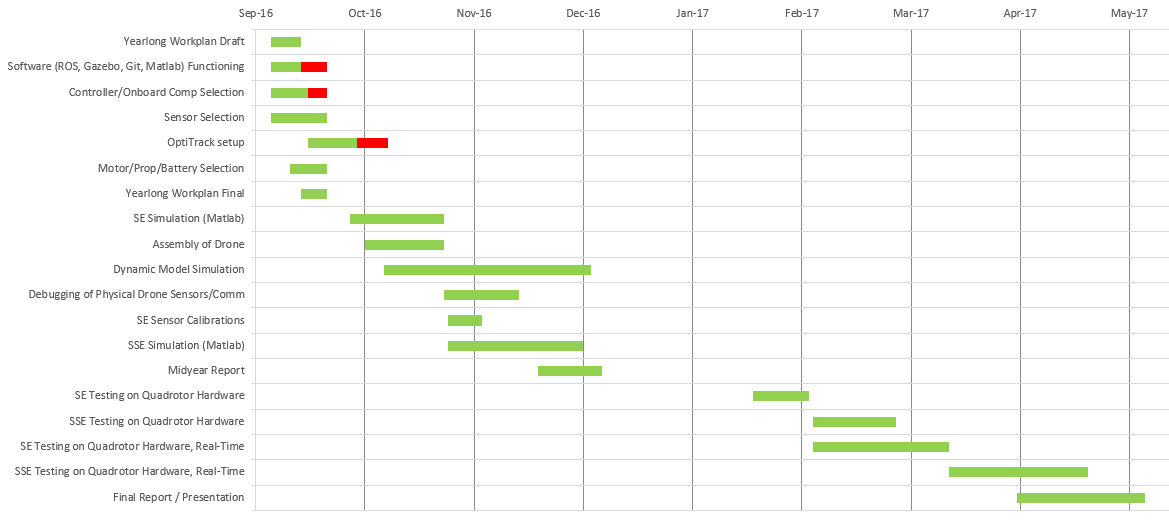 Sep-16 Oct-16 Nov-16 Dec-16 Jan-17 Feb-17 Mar-17 Apr-17 May-17
Yearlong Workplan Draft
Software (ROS, Gazebo, Git, Matlab) Functioning
Controller/Onboard Comp Selection
Sensor Selection
OptiTrack setup
Motor/Prop/Battery Selection
Yearlong Workplan Final
SE Simulation (Matlab)
Assembly of Drone
Dynamic Model Simulation
Debugging of Physical Drone Sensors/Comm
SE Sensor Calibrations
SSE Simulation (Matlab)
Midyear Report
SE Testing on Quadrotor Hardware
SSE Testing on Quadrotor Hardware
SE Testing on Quadrotor Hardware, Real-Time
SSE Testing on Quadrotor Hardware, Real-Time
Final Report / Presentation